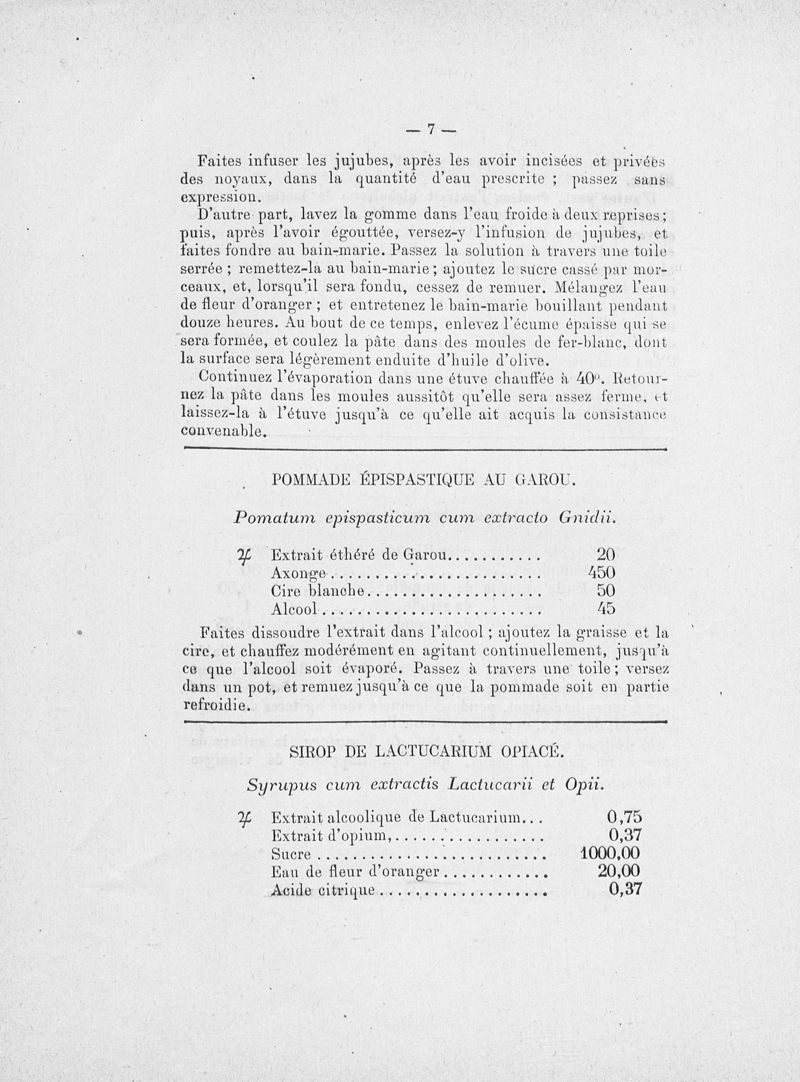 — 7 —
Faites infuser les jujubes, après les avoir incisées et privées
des noyaux, dans la quantité d'eau prescrite ; passez sans
expression.
D'autre part, lavez la gomme dans l'eau froide à deux reprises ;
puis, après l'avoir égouttée, versez-y l'infusion de jujubes, et
faites fondre au bain-marie. Passez la solution à travers une toile
serrée ; remettez-la au bain-marie ; ajoutez le sucre cassé par mor-
ceaux, et, lorsqu'il sera fondu, cessez de remuer. Mélangez l'eau
de fleur d'oranger ; et entretenez le bain-marie bouillant pendant
douze heures. Au bout de ce temps, enlevez l'écume épaisse qui se
sera formée, et coulez la pâte dans des moules de fer-blanc, dont
la surface sera légèrement enduite d'huile d'olive.
Continuez l'évaporation dans une étuve chauffée à 40°. Retour-
nez la pâte dans les moules aussitôt qu'elle sera assez ferme, et
laissez-la à l'étuve jusqu'à ce qu'elle ait acquis la consistance
convenable.
POMMADE ÉPISPASTIQUE AU GAROU.
Pomatum epispasticum cum extracto Gnidii.
♃ Extrait éthéré de Garou........... 20
Axonge........................ 450
Cire blanche.................... 50
Alcool......................... 45
Faites dissoudre l'extrait dans l'alcool ; ajoutez la graisse et la
cire, et chauffez modérément en agitant continuellement, jusqu'à
ce que l'alcool soit évaporé. Passez à travers une toile ; versez
dans un pot, et remuez jusqu'à ce que la pommade soit en partie
refroidie.
SIROP DE LACTUCARIUM OPIACÉ.
Syrupus cum extractis Lactucarii et Opii.
♃ Extrait alcoolique de Lactucarium... 0,75
Extrait d'opium,................. 0,37
Sucre.......................... 1000,00
Eau de fleur d'oranger............ 20,00
Acide citrique................... 0,37